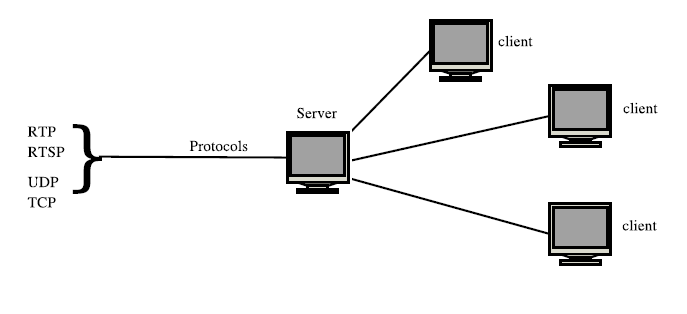 client
Server
client
RTP
RTSP
Protocols
UDP
TCP
client